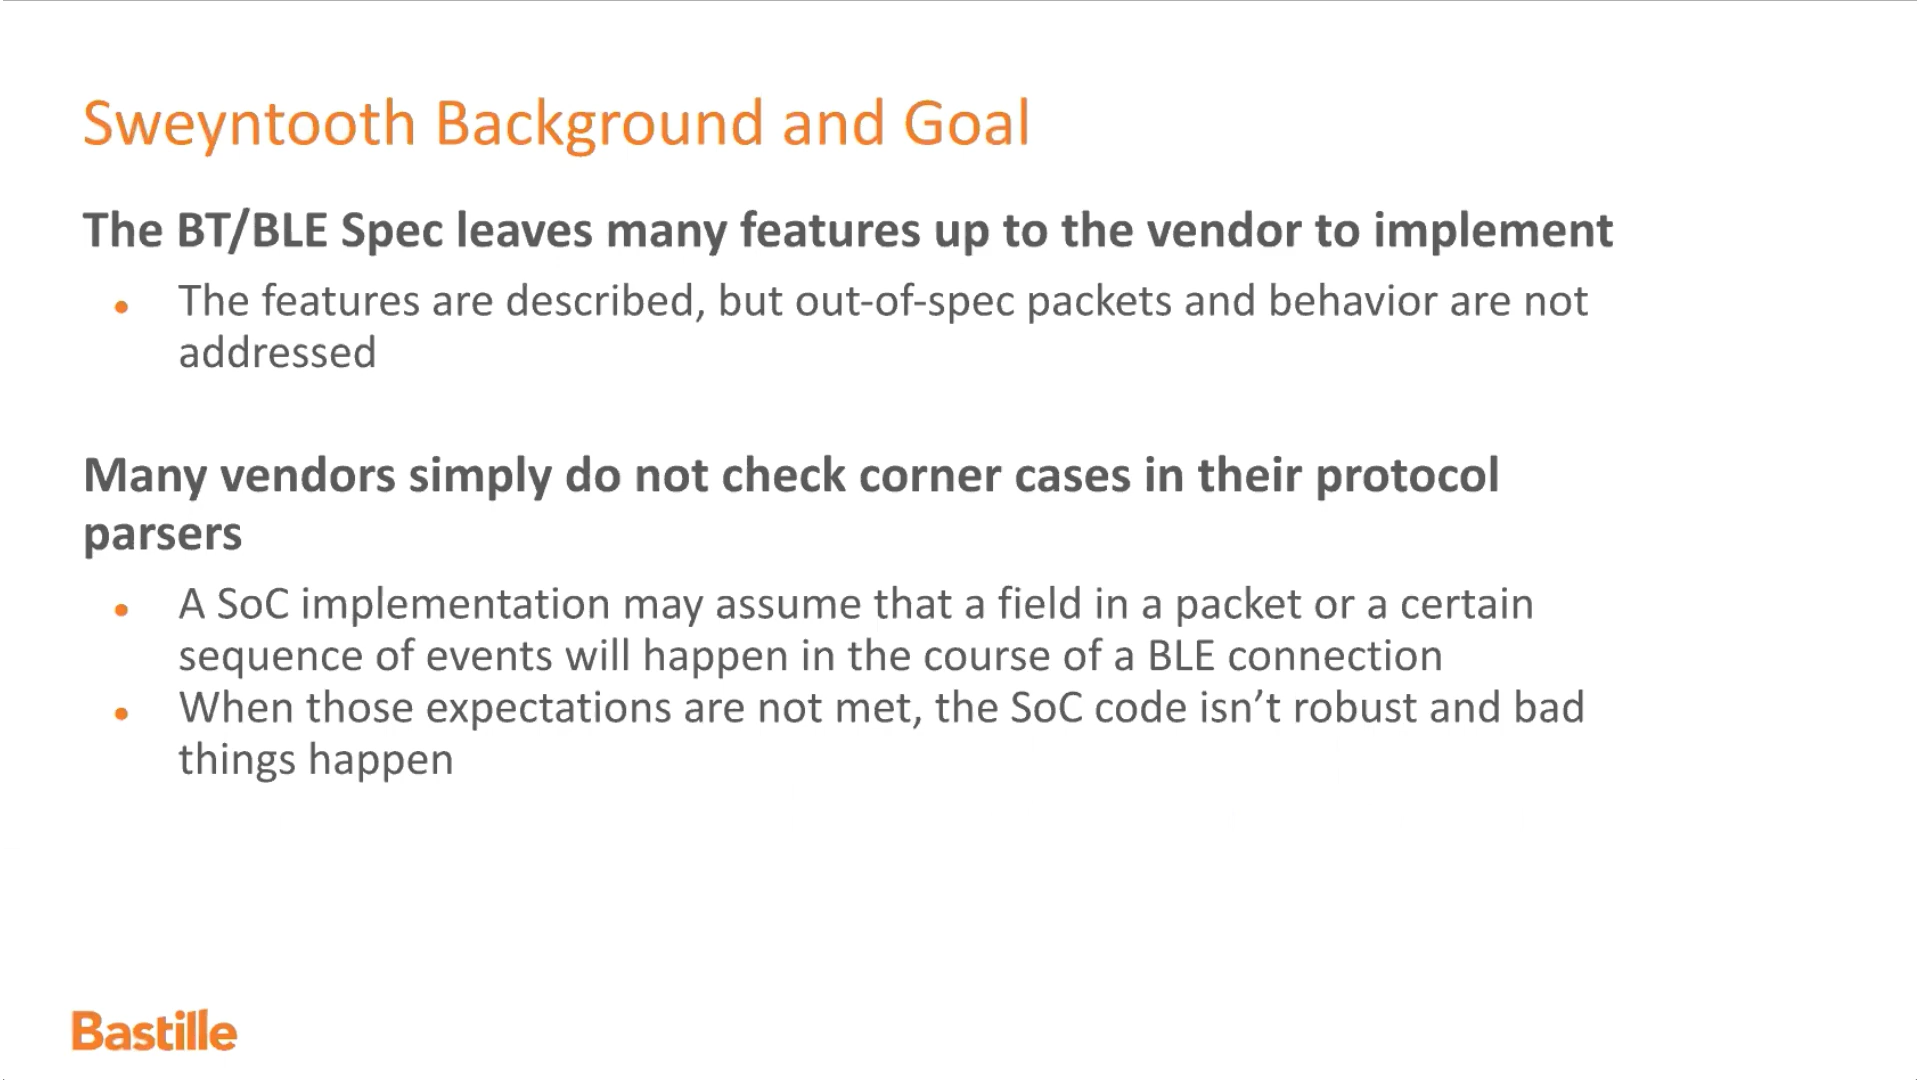 Sweyntooth Background and Goal
The BT/BLE Spec leaves many features up to the vendor to implement
• The features are described, but out-of-spec packets and behavior are not
addressed
Many vendors simply do not check corner cases in their protocol
parsers
• A SoC implementation may assume that a field in a packet or a certain
sequence of events will happen in the course of a BLE connection
• When those expectations are not met, the SoC code isn’t robust and bad
things happen
Bastille